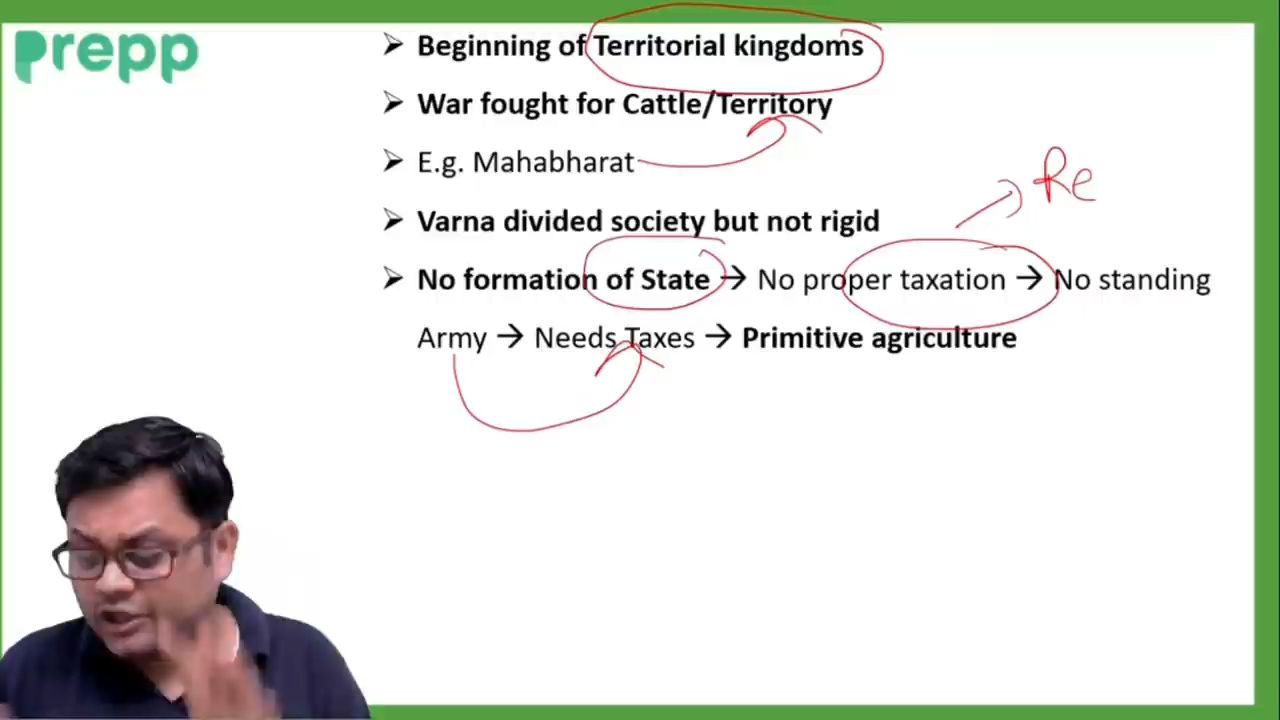 prepp
➤ Beginning of Territorial kingdoms
➤ War fought for Cattle/Territory
➤ E.g. Mahabharat
Re
➤ Varna divided society but not rigid
➤ No formation of State → No proper taxation → No standing
Army → Needs Taxes → Primitive agriculture